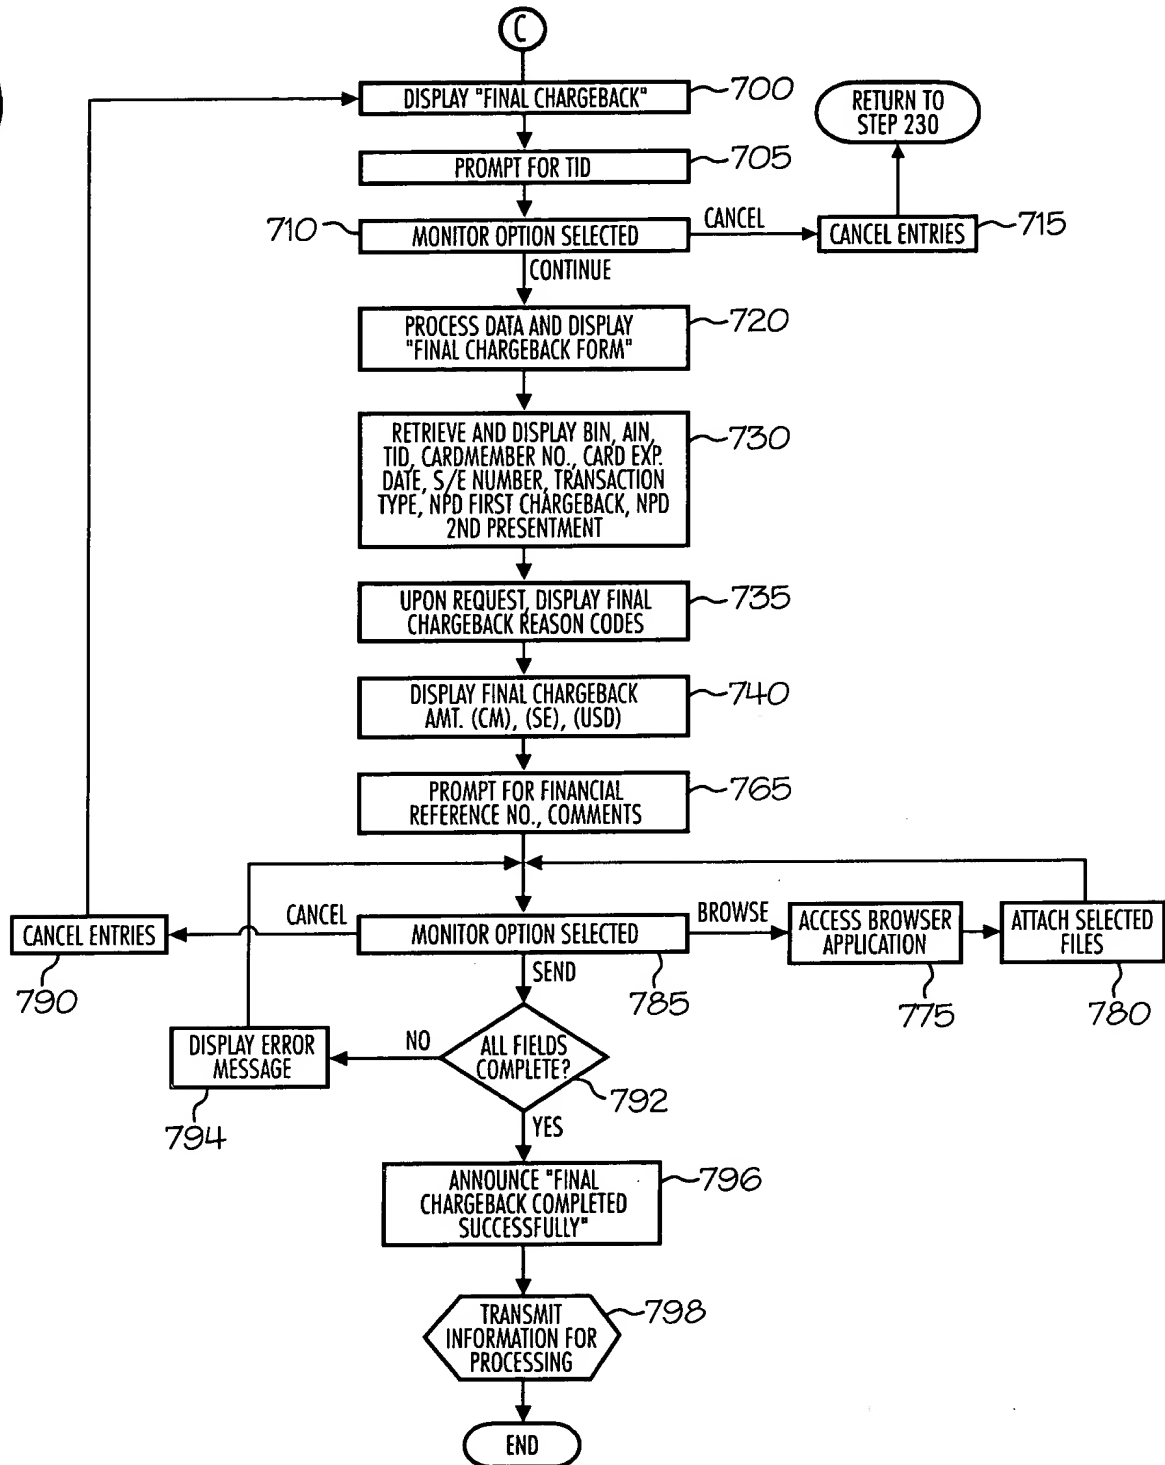 C
DISPLAY "FINAL CHARGEBACK"
700
RETURN TO
STEP 230
PROMPT FOR TID
705
710
MONITOR OPTION SELECTED
CANCEL
CANCEL ENTRIES
715
CONTINUE
PROCESS DATA AND DISPLAY
"FINAL CHARGEBACK FORM"
720
RETRIEVE AND DISPLAY BIN, AIN,
TID, CARDMEMBER NO., CARD EXP.
DATE, S/E NUMBER, TRANSACTION
TYPE, NPD FIRST CHARGEBACK, NPD
2ND PRESENTMENT
730
UPON REQUEST, DISPLAY FINAL
CHARGEBACK REASON CODES
735
DISPLAY FINAL CHARGEBACK
AMT. (CM), (SE), (USD)
740
PROMPT FOR FINANCIAL
REFERENCE NO., COMMENTS
765
CANCEL ENTRIES
790
CANCEL
MONITOR OPTION SELECTED
785
BROWSE
ACCESS BROWSER
APPLICATION
775
ATTACH SELECTED
FILES
780
SEND
DISPLAY ERROR
MESSAGE
794
NO
ALL FIELDS
COMPLETE?
792
YES
ANNOUNCE "FINAL
CHARGEBACK COMPLETED
SUCCESSFULLY"
796
TRANSMIT
INFORMATION FOR
PROCESSING
798
END